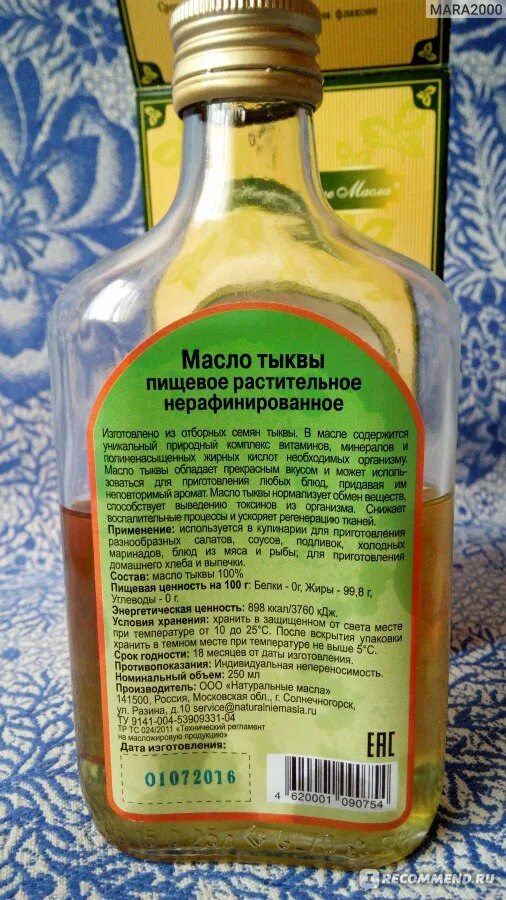 MARA2000
на флаконе
е Масла"
Масло тыквы
пищевое растительное
нерафинированное
Изготовлено из отборных семян тыквы. В масле содержится
уникальный природный комплекс витаминов, минералов и
полиненасыщенных жирных кислот необходимых организму.
Масло тыквы обладает прекрасным вкусом и может исполь-
зоваться для приготовления любых блюд, придавая им
неповторимый аромат. Масло тыквы нормализует обмен веществ,
способствует выведению токсинов из организма. Снижает
воспалительные процессы и ускоряет регенерацию тканей.
Применение: используется в кулинарии для приготовления
разнообразных салатов, соусов, подливок, холодных
маринадов, блюд из мяса и рыбы; для приготовления
домашнего хлеба и выпечки.
Состав: масло тыквы 100%
Пищевая ценность на 100 г: Белки - 0г, Жиры - 99,8 г,
Углеводы - 0 г.
Энергетическая ценность: 898 ккал/3760 кДж.
Условия хранения: хранить в защищенном от света месте
при температуре от 10 до 25°С. После вскрытия упаковки
хранить в темном месте при температуре не выше 5°С.
Срок годности: 18 месяцев от даты изготовления.
Противопоказания: Индивидуальная непереносимость.
Номинальный объем: 250 мл
Производитель: ООО «Натуральные масла»
141500, Россия, Московская обл., г. Солнечногорск,
ул. Разина, д.10 service@naturalniemasla.ru
ТУ 9141-004-53909331-04
ТР ТС 024/2011 «Технический регламент
на масложировую продукцию»
Дата изготовления:
01072016
EAC
4 620001 090754
IRECOMMEND.RU